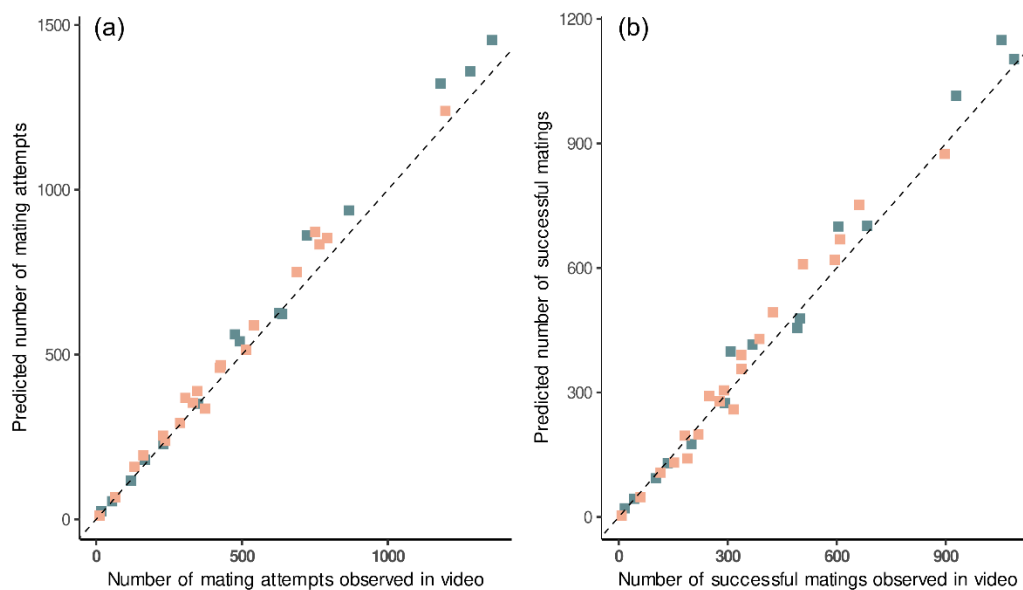 (a)
Predicted number of mating attempts
1500
1000
500
0
0 500 1000
Number of mating attempts observed in video
(b)
Predicted number of successful matings
1200
900
600
300
0
0 300 600 900
Number of successful matings observed in video